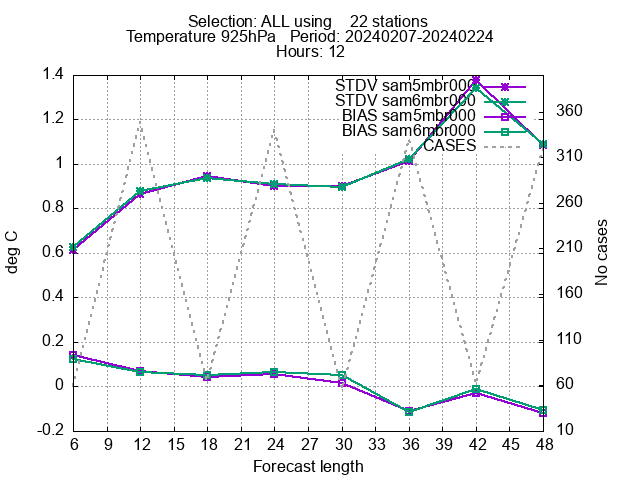 Selection: ALL using    22 stations
Temperature 925hPa   Period: 20240207-20240224
Hours: 12
STDV sam5mbr000
STDV sam6mbr000
BIAS sam5mbr000
BIAS sam6mbr000
CASES
1.4
1.2
1
0.8
0.6
0.4
0.2
0
-0.2
deg C
360
310
260
210
160
110
60
10
No cases
6 9 12 15 18 21 24 27 30 33 36 39 42 45 48
Forecast length